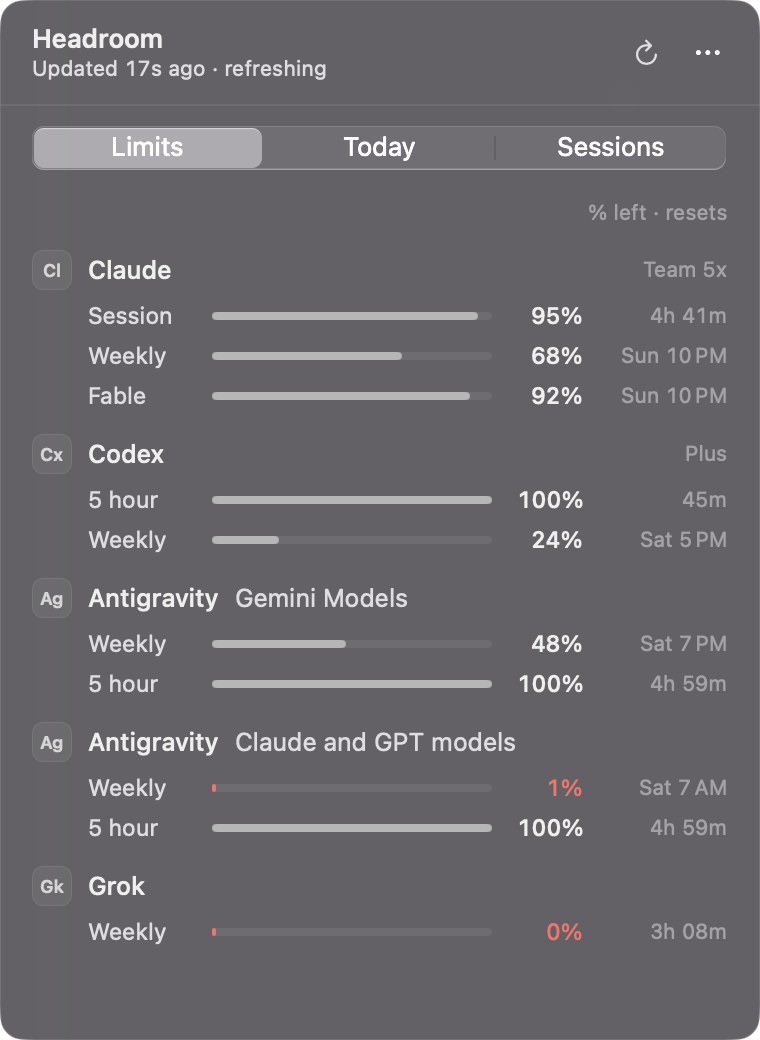 Headroom
Updated 17s ago · refreshing
Limits Today Sessions
% left · resets
Cl Claude Team 5x
Session 95% 4h 41m
Weekly 68% Sun 10 PM
Fable 92% Sun 10 PM
Cx Codex Plus
5 hour 100% 45m
Weekly 24% Sat 5 PM
Ag Antigravity Gemini Models
Weekly 48% Sat 7 PM
5 hour 100% 4h 59m
Ag Antigravity Claude and GPT models
Weekly 1% Sat 7 AM
5 hour 100% 4h 59m
Gk Grok
Weekly 0% 3h 08m